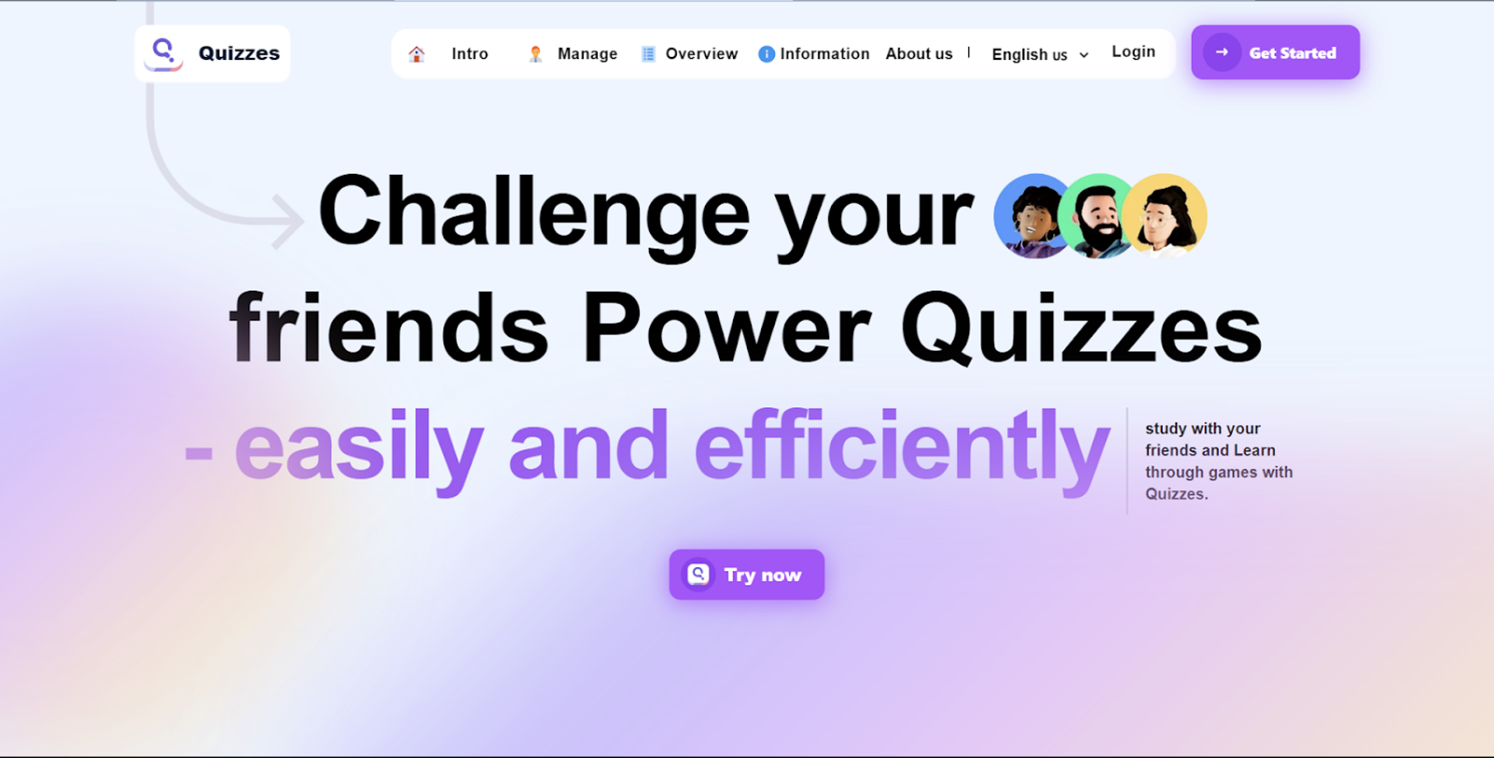 Quizzes
Intro Manage Overview Information About us | English US Login Get Started
Challenge your
friends Power Quizzes
- easily and efficiently
study with your
friends and Learn
through games with
Quizzes.
Try now